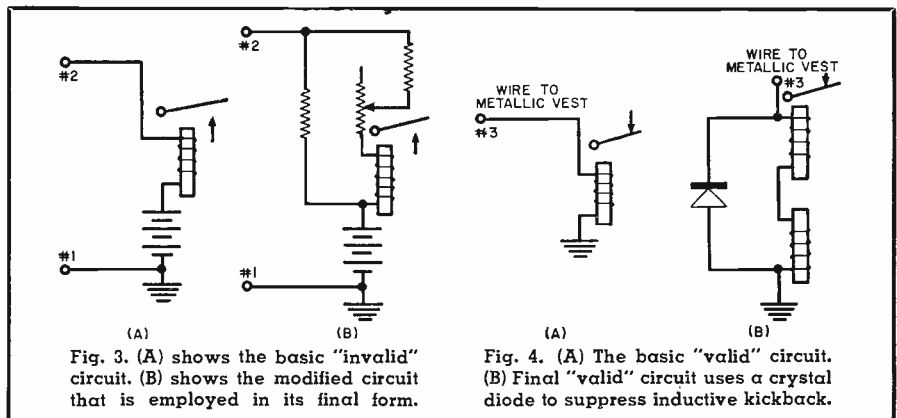 #2
#1
(A)
#2
#1
(B)
Fig. 3. (A) shows the basic "invalid"
circuit. (B) shows the modified circuit
that is employed in its final form.
WIRE TO
METALLIC VEST
#3
(A)
WIRE TO
METALLIC VEST
#3
(B)
Fig. 4. (A) The basic "valid" circuit.
(B) Final "valid" circuit uses a crystal
diode to suppress inductive kickback.